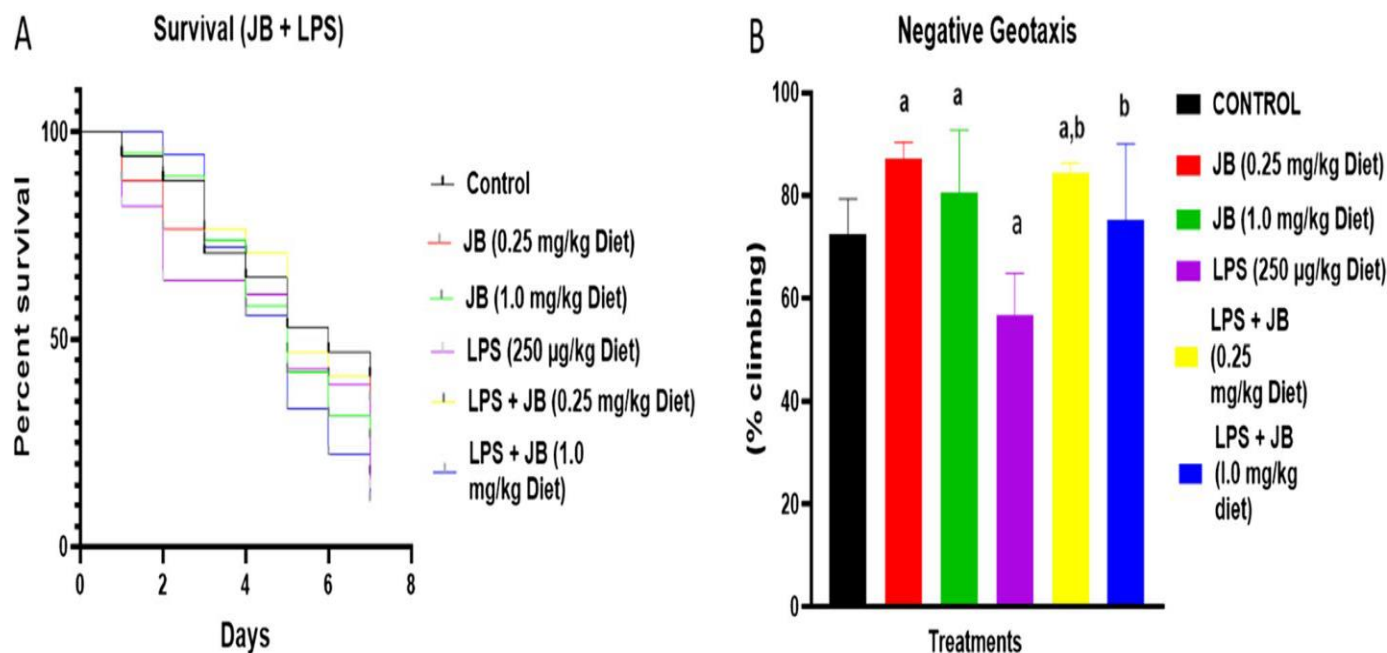 A
Survival (JB + LPS)
Percent survival
100
50
0
0
2
4
6
8
Days
Control
JB (0.25 mg/kg Diet)
JB (1.0 mg/kg Diet)
LPS (250 µg/kg Diet)
LPS + JB (0.25 mg/kg Diet)
LPS + JB (1.0
mg/kg Diet)
B
Negative Geotaxis
(% climbing)
100
80
60
40
20
0
a
a
a
a,b
b
Treatments
CONTROL
JB (0.25 mg/kg Diet)
JB (1.0 mg/kg Diet)
LPS (250 µg/kg Diet)
LPS + JB
(0.25
mg/kg Diet)
LPS + JB
(I.0 mg/kg
diet)